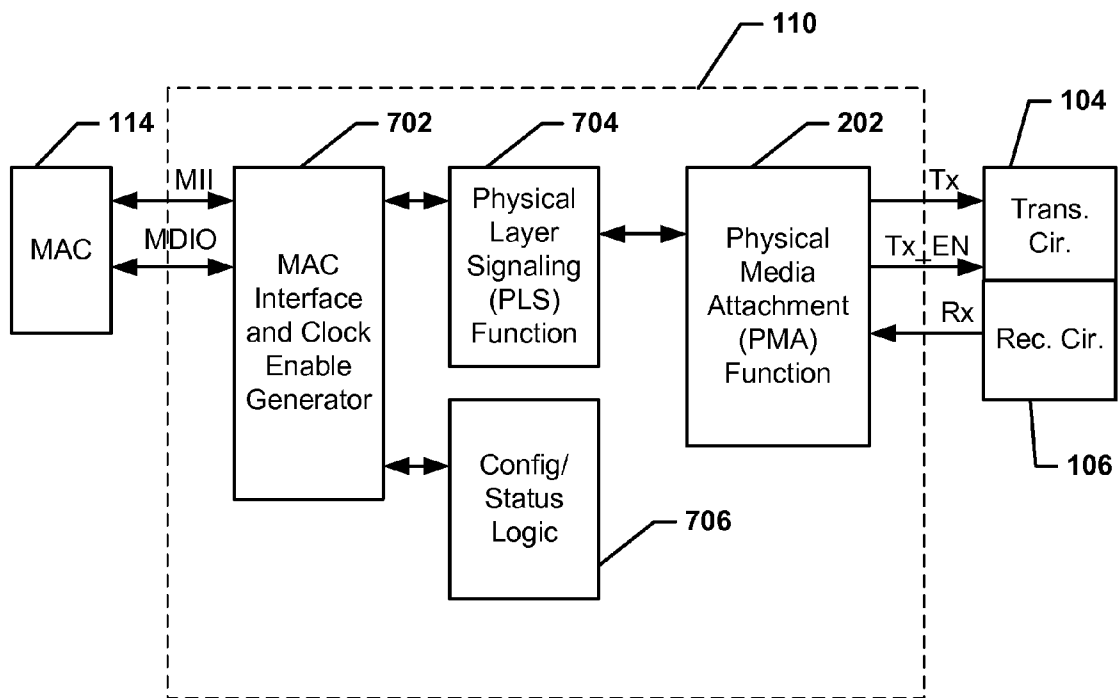 110
114
702
704
202
104
MII
MDIO
MAC
MAC
Interface
and Clock
Enable
Generator
Physical
Layer
Signaling
(PLS)
Function
Physical
Media
Attachment
(PMA)
Function
Tx
Tx_EN
Rx
Trans.
Cir.
Rec. Cir.
106
Config/
Status
Logic
706